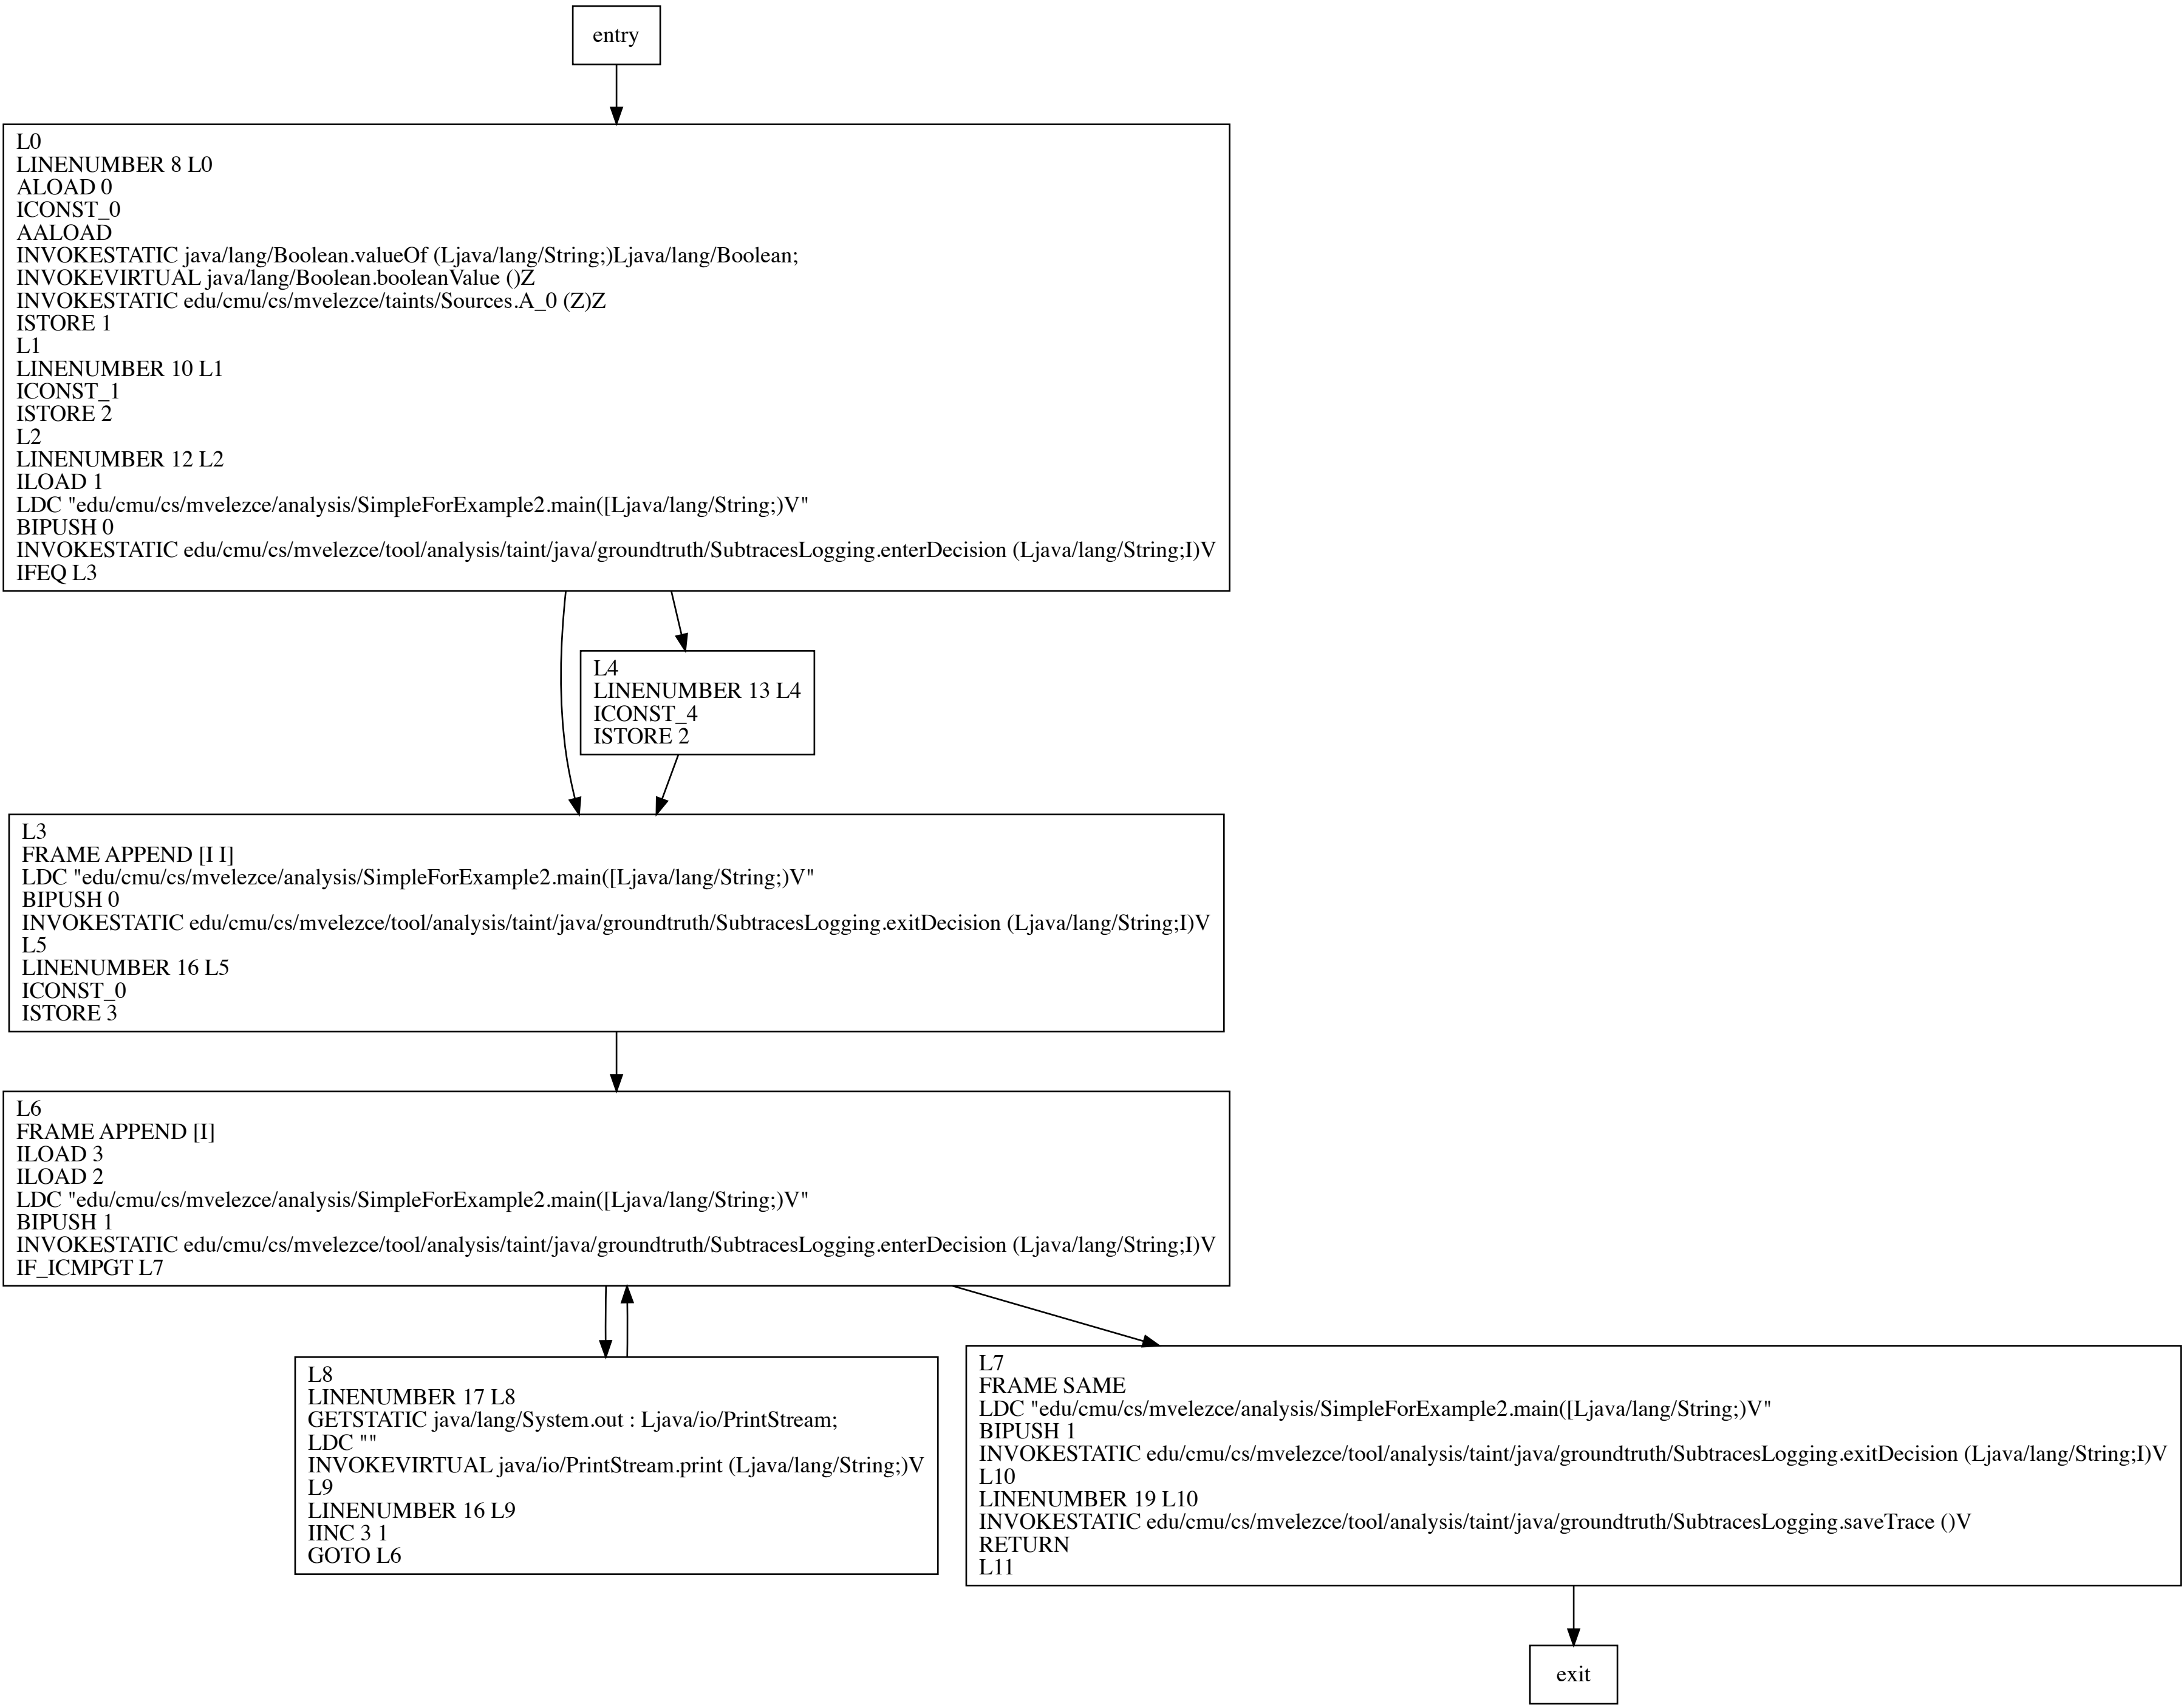 entry
L0
LINENUMBER 8 L0
ALOAD 0
ICONST_0
AALOAD
INVOKESTATIC java/lang/Boolean.valueOf (Ljava/lang/String;)Ljava/lang/Boolean;
INVOKEVIRTUAL java/lang/Boolean.booleanValue ()Z
INVOKESTATIC edu/cmu/cs/mvelezce/taints/Sources.A_0 (Z)Z
ISTORE 1
L1
LINENUMBER 10 L1
ICONST_1
ISTORE 2
L2
LINENUMBER 12 L2
ILOAD 1
LDC "edu/cmu/cs/mvelezce/analysis/SimpleForExample2.main([Ljava/lang/String;)V"
BIPUSH 0
INVOKESTATIC edu/cmu/cs/mvelezce/tool/analysis/taint/java/groundtruth/SubtracesLogging.enterDecision (Ljava/lang/String;I)V
IFEQ L3
L4
LINENUMBER 13 L4
ICONST_4
ISTORE 2
L3
FRAME APPEND [I I]
LDC "edu/cmu/cs/mvelezce/analysis/SimpleForExample2.main([Ljava/lang/String;)V"
BIPUSH 0
INVOKESTATIC edu/cmu/cs/mvelezce/tool/analysis/taint/java/groundtruth/SubtracesLogging.exitDecision (Ljava/lang/String;I)V
L5
LINENUMBER 16 L5
ICONST_0
ISTORE 3
L6
FRAME APPEND [I]
ILOAD 3
ILOAD 2
LDC "edu/cmu/cs/mvelezce/analysis/SimpleForExample2.main([Ljava/lang/String;)V"
BIPUSH 1
INVOKESTATIC edu/cmu/cs/mvelezce/tool/analysis/taint/java/groundtruth/SubtracesLogging.enterDecision (Ljava/lang/String;I)V
IF_ICMPGT L7
L8
LINENUMBER 17 L8
GETSTATIC java/lang/System.out : Ljava/io/PrintStream;
LDC ""
INVOKEVIRTUAL java/io/PrintStream.print (Ljava/lang/String;)V
L9
LINENUMBER 16 L9
IINC 3 1
GOTO L6
L7
FRAME SAME
LDC "edu/cmu/cs/mvelezce/analysis/SimpleForExample2.main([Ljava/lang/String;)V"
BIPUSH 1
INVOKESTATIC edu/cmu/cs/mvelezce/tool/analysis/taint/java/groundtruth/SubtracesLogging.exitDecision (Ljava/lang/String;I)V
L10
LINENUMBER 19 L10
INVOKESTATIC edu/cmu/cs/mvelezce/tool/analysis/taint/java/groundtruth/SubtracesLogging.saveTrace ()V
RETURN
L11
exit